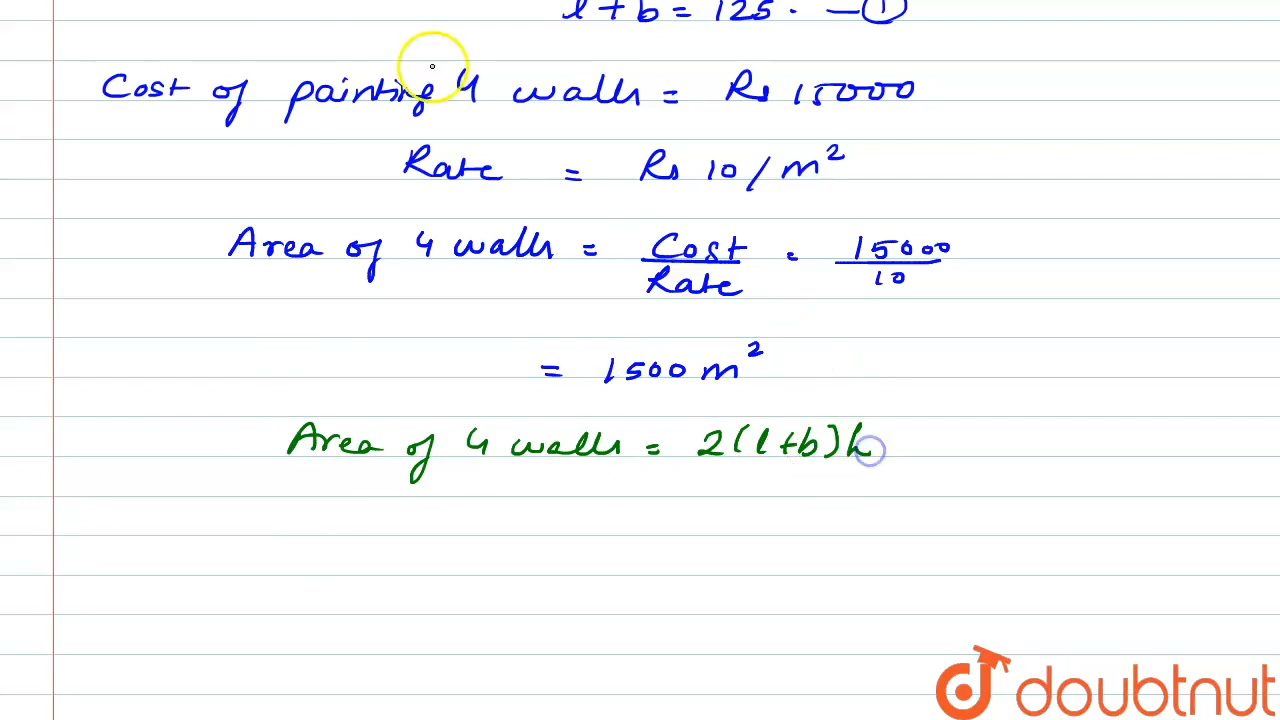 l + b = 125. — ①
Cost of painting 4 walls = Rs 15000
Rate = Rs 10/m²
Area of 4 walls = Cost/Rate = 15000/10
= 1500 m²
Area of 4 walls = 2(l+b)h
doubtnut